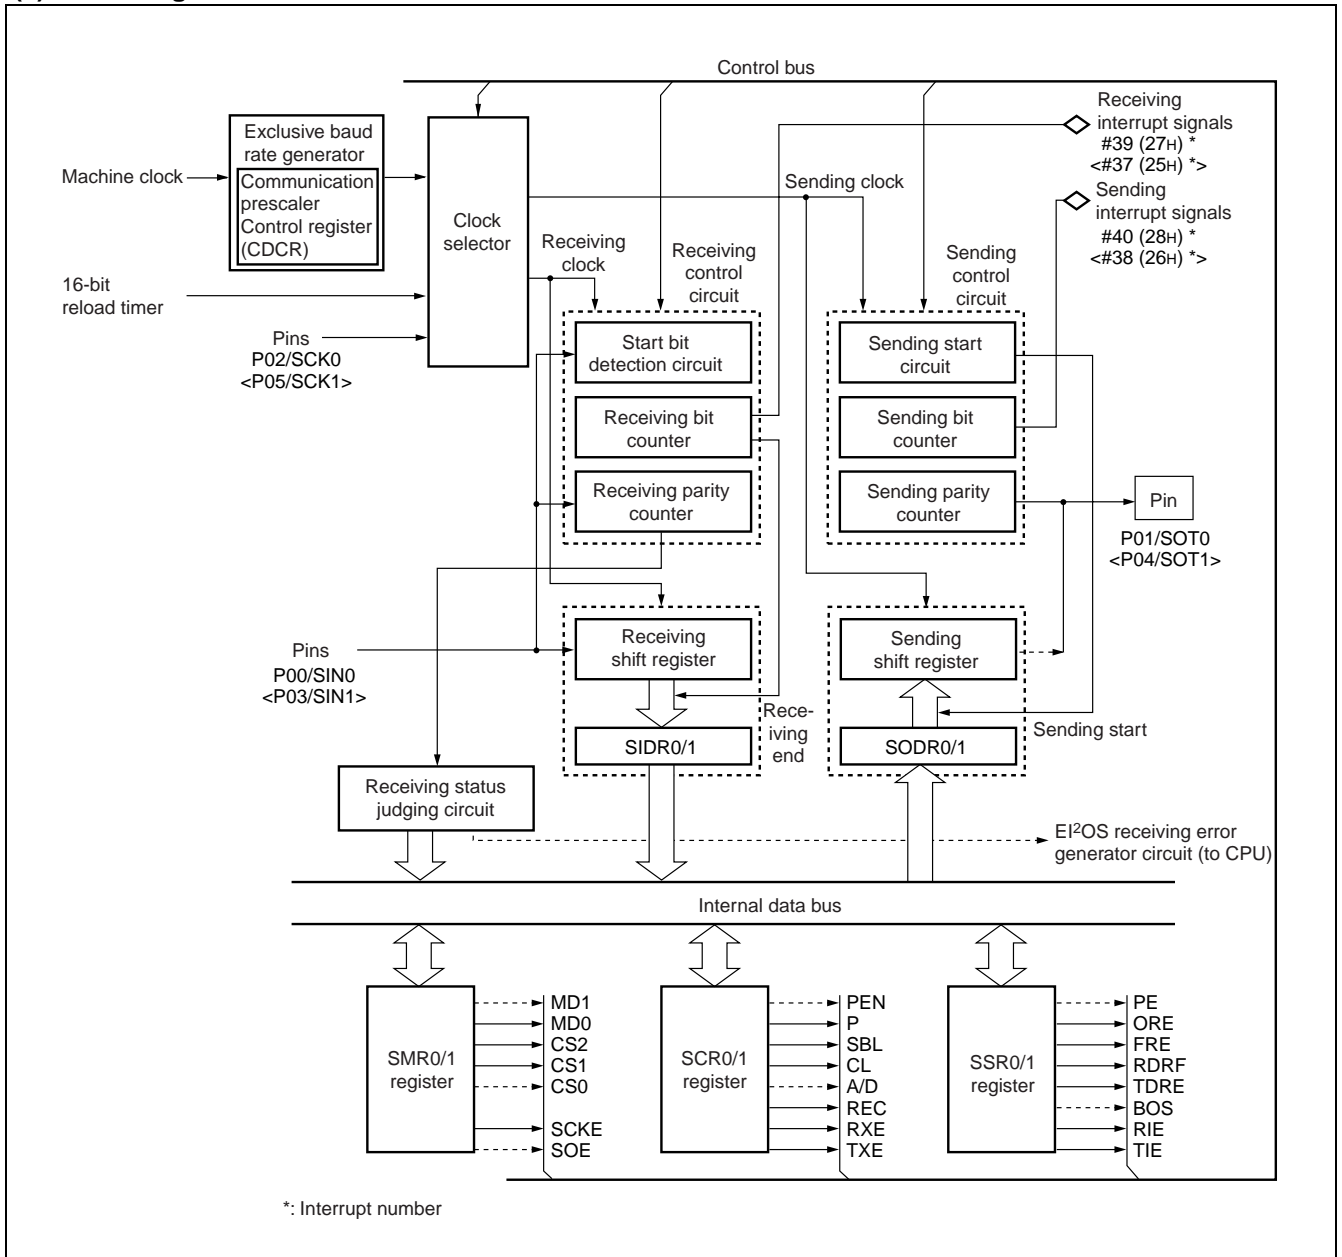 Control bus
Receiving
interrupt signals
#39 (27H) *
<#37 (25H) *>
Sending
interrupt signals
#40 (28H) *
<#38 (26H) *>
Exclusive baud
rate generator
Communication
prescaler
Control register
(CDCR)
Machine clock
Clock
selector
16-bit
reload timer
Pins
P02/SCK0
<P05/SCK1>
Sending clock
Receiving
clock
Receiving
control
circuit
Sending
control
circuit
Start bit
detection circuit
Receiving bit
counter
Receiving parity
counter
Sending start
circuit
Sending bit
counter
Sending parity
counter
Pin
P01/SOT0
<P04/SOT1>
Pins
P00/SIN0
<P03/SIN1>
Receiving
shift register
SIDR0/1
Rece-
iving
end
Sending
shift register
SODR0/1
Sending start
Receiving status
judging circuit
EI2OS receiving error
generator circuit (to CPU)
Internal data bus
SMR0/1
register
MD1
MD0
CS2
CS1
CS0
SCKE
SOE
SCR0/1
register
PEN
P
SBL
CL
A/D
REC
RXE
TXE
SSR0/1
register
PE
ORE
FRE
RDRF
TDRE
BOS
RIE
TIE
*: Interrupt number